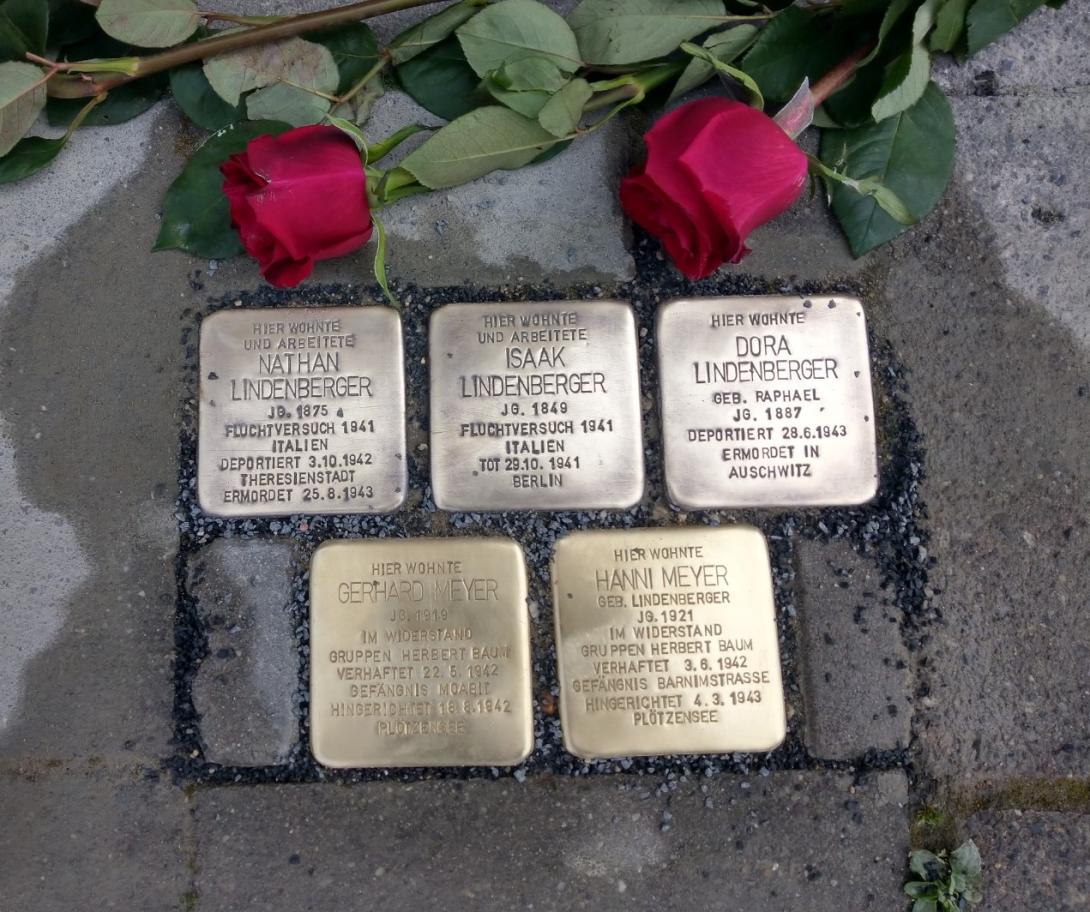 HIER WOHNTE
UND ARBEITETE
NATHAN
LINDENBERGER
JG. 1875
FLUCHTVERSUCH 1941
ITALIEN
DEPORTIERT 3.10.1942
THERESIENSTADT
ERMORDET 25.8.1943
HIER WOHNTE
UND ARBEITETE
ISAAK
LINDENBERGER
JG. 1849
FLUCHTVERSUCH 1941
ITALIEN
TOT 29.10.1941
BERLIN
HIER WOHNTE
DORA
LINDENBERGER
GEB. RAPHAEL
JG. 1887
DEPORTIERT 28.6.1943
ERMORDET IN
AUSCHWITZ
HIER WOHNTE
GERHARD MEYER
JG. 1919
IM WIDERSTAND
GRUPPEN HERBERT BAUM
VERHAFTET 22.5.1942
GEFÄNGNIS MOABIT
HINGERICHTET 18.8.1942
PLÖTZENSEE
HIER WOHNTE
HANNI MEYER
GEB. LINDENBERGER
JG. 1921
IM WIDERSTAND
GRUPPEN HERBERT BAUM
VERHAFTET 3.6.1942
GEFÄNGNIS BARNIMSTRASSE
HINGERICHTET 4.3.1943
PLÖTZENSEE